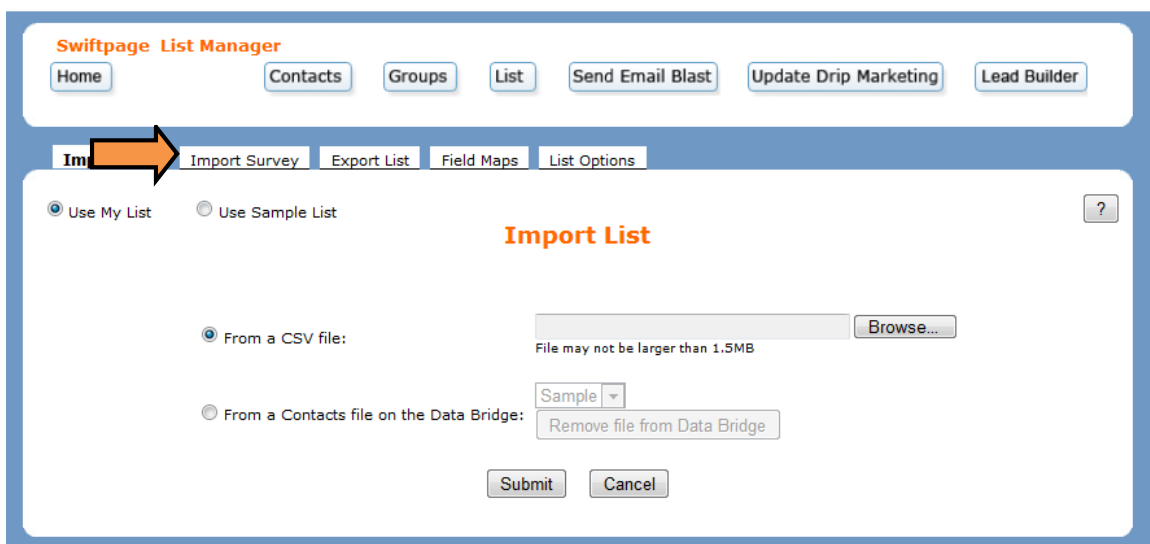 Swiftpage List Manager
Home Contacts Groups List Send Email Blast Update Drip Marketing Lead Builder
Import Survey Export List Field Maps List Options
Use My List Use Sample List ?
Import List
From a CSV file: Browse...
File may not be larger than 1.5MB
Sample
From a Contacts file on the Data Bridge:
Remove file from Data Bridge
Submit Cancel